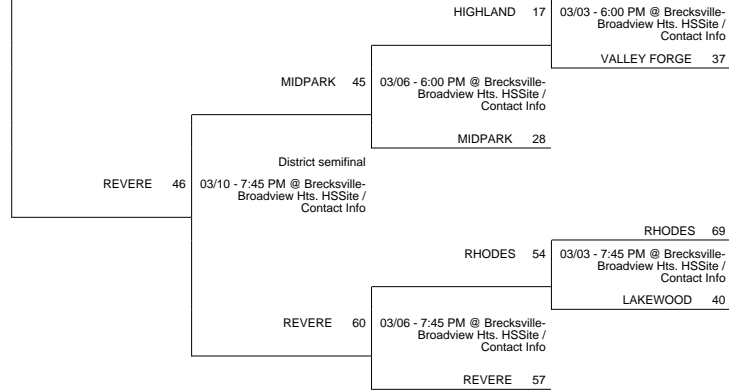 HIGHLAND 17
03/03 - 6:00 PM @ Brecksville-
Broadview Hts. HSSite /
Contact Info
VALLEY FORGE 37
MIDPARK 45
03/06 - 6:00 PM @ Brecksville-
Broadview Hts. HSSite /
Contact Info
MIDPARK 28
District semifinal
REVERE 46
03/10 - 7:45 PM @ Brecksville-
Broadview Hts. HSSite /
Contact Info
RHODES 69
RHODES 54
03/03 - 7:45 PM @ Brecksville-
Broadview Hts. HSSite /
Contact Info
LAKEWOOD 40
REVERE 60
03/06 - 7:45 PM @ Brecksville-
Broadview Hts. HSSite /
Contact Info
REVERE 57